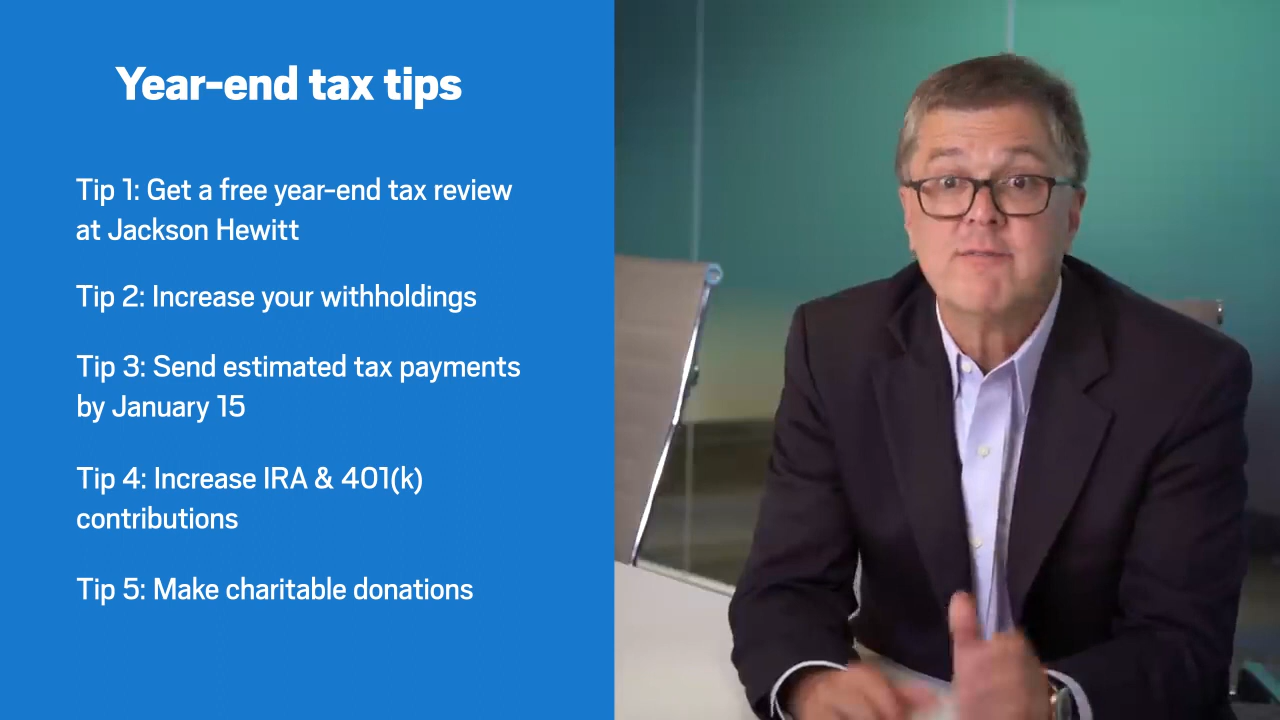 Year-end tax tips
Tip 1: Get a free year-end tax review
at Jackson Hewitt
Tip 2: Increase your withholdings
Tip 3: Send estimated tax payments
by January 15
Tip 4: Increase IRA & 401(k)
contributions
Tip 5: Make charitable donations